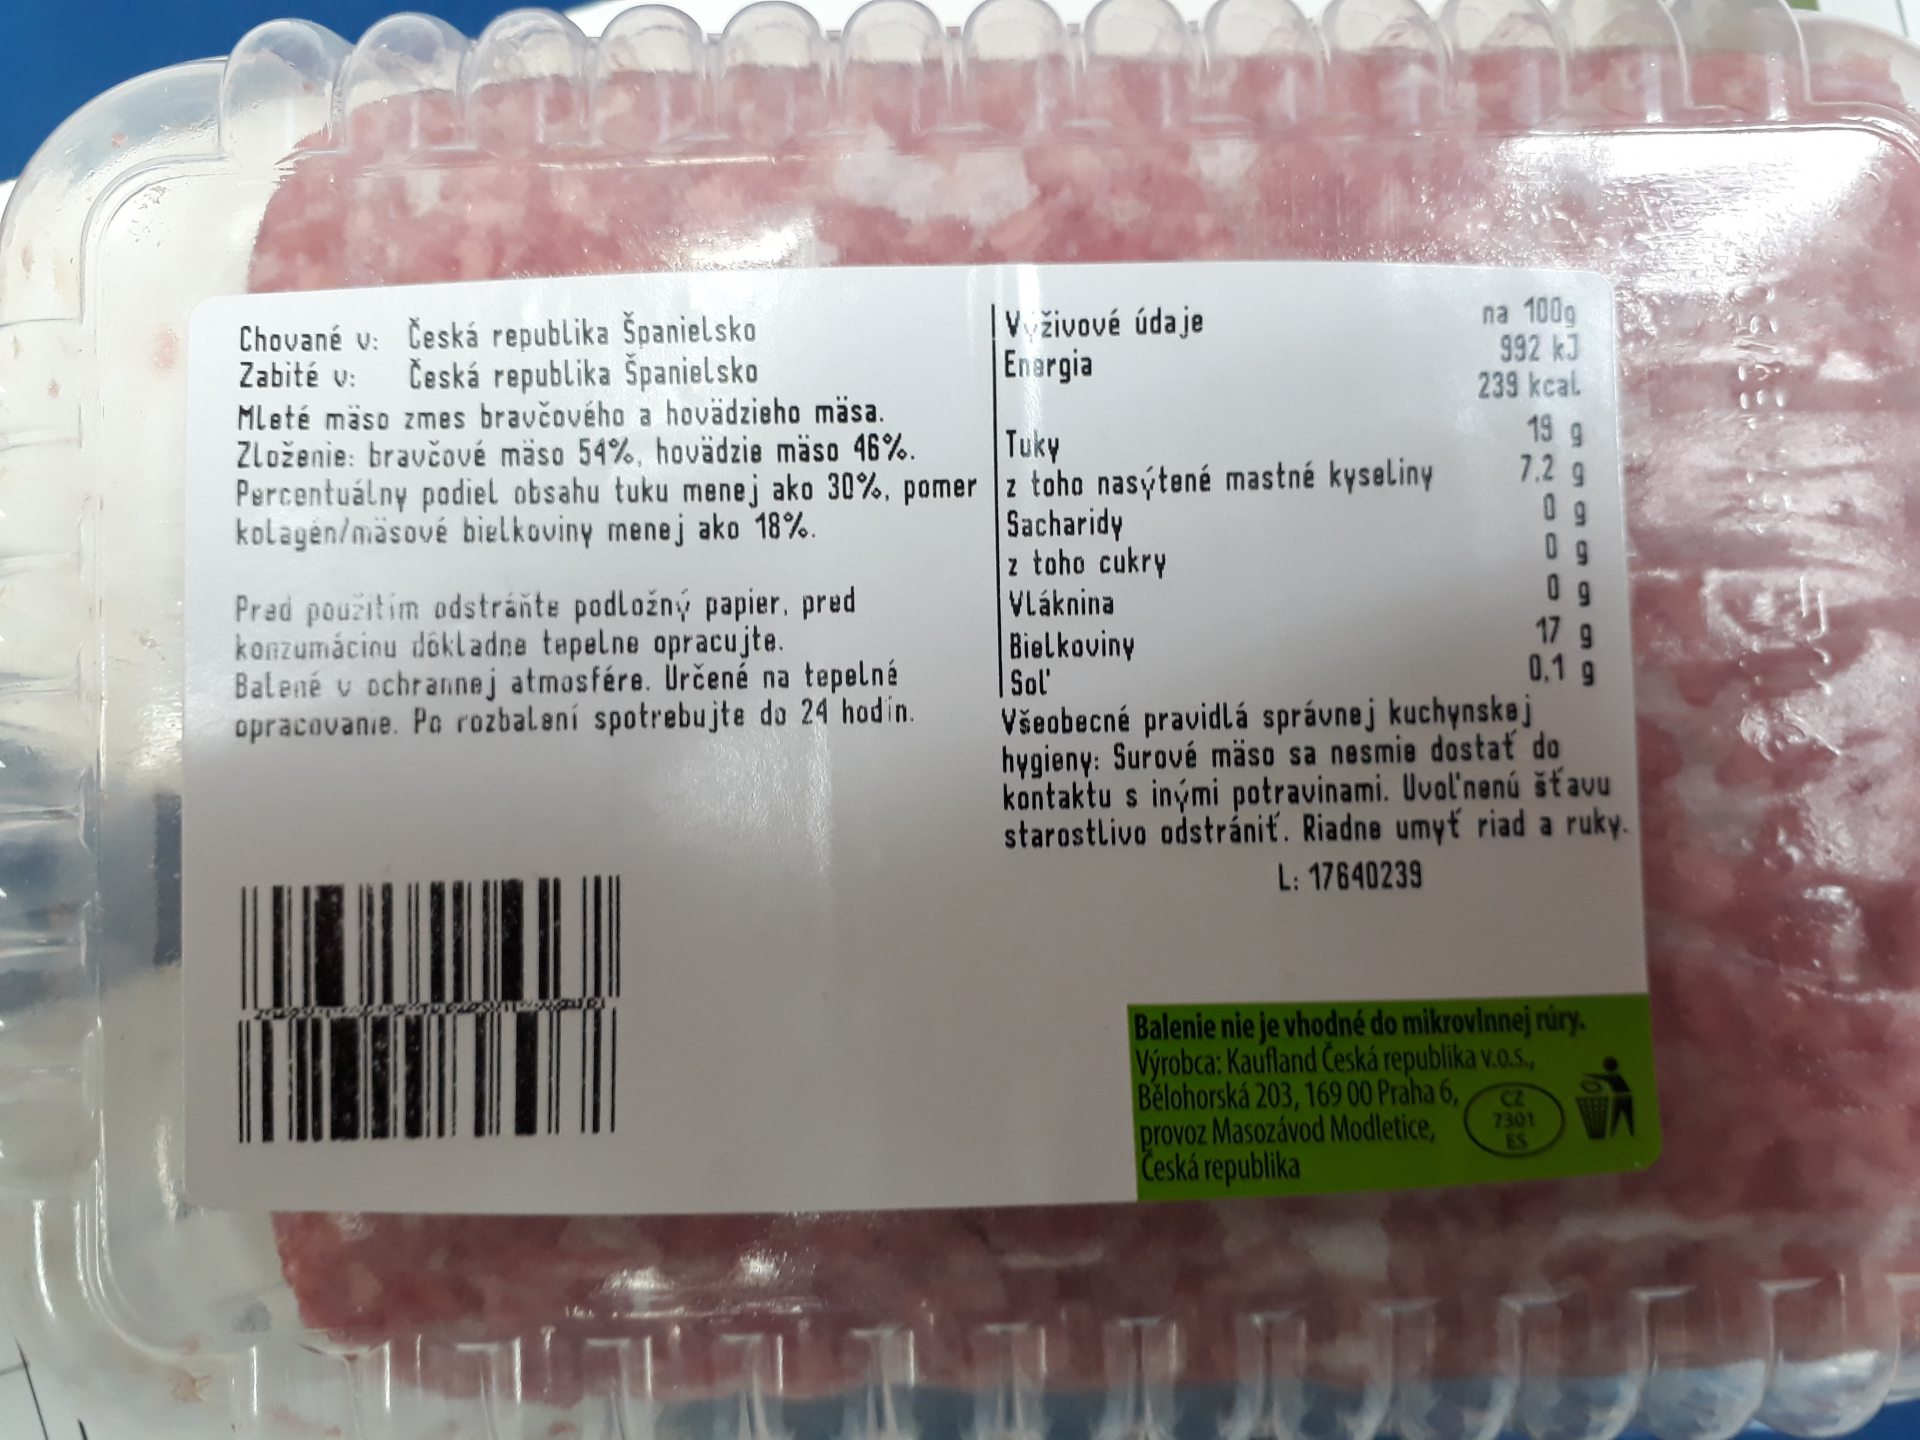 Chované v: Česká republika Španielsko
Zabité v: Česká republika Španielsko
Mleté mäso zmes bravčového a hovädzieho mäsa.
Zloženie: bravčové mäso 54%, hovädzie mäso 46%.
Percentuálny podiel obsahu tuku menej ako 30%, pomer
kolagén/mäsové bielkoviny menej ako 18%.
Pred použitím odstráňte podložný papier, pred
konzumáciou dôkladne tepelne opracujte.
Balené v ochrannej atmosfére. Určené na tepelné
opracovanie. Po rozbalení spotrebujte do 24 hodín.
Výživové údaje na 100g
Energia 992 kJ
239 kcal
Tuky 19 g
z toho nasýtené mastné kyseliny 7,2 g
Sacharidy 0 g
z toho cukry 0 g
Vláknina 0 g
Bielkoviny 17 g
Soľ 0,1 g
Všeobecné pravidlá správnej kuchynskej
hygieny: Surové mäso sa nesmie dostať do
kontaktu s inými potravinami. Uvoľnenú šťavu
starostlivo odstrániť. Riadne umyť riad a ruky.
L: 17640239
Balenie nie je vhodné do mikrovlnnej rúry.
Výrobca: Kaufland Česká republika v.o.s.,
Bělohorská 203, 169 00 Praha 6,
provoz Masozávod Modletice,
Česká republika
CZ
7301
ES